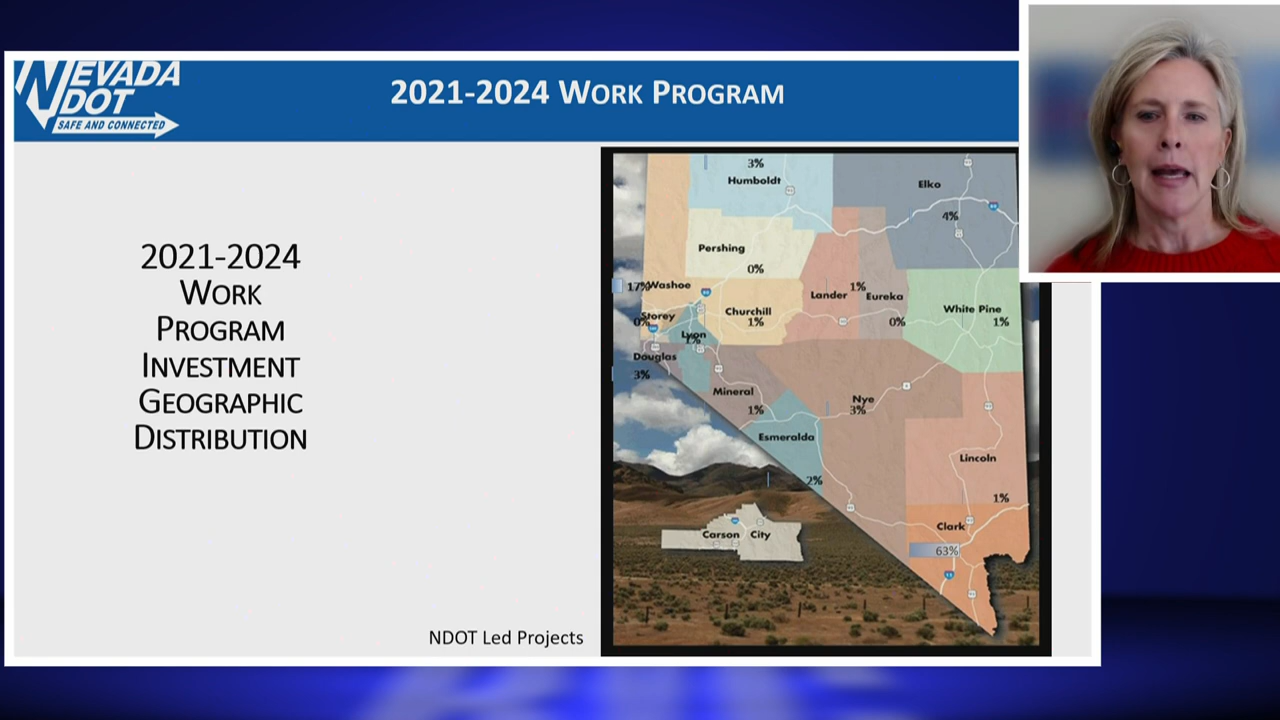 NEVADA
DOT
SAFE AND CONNECTED
2021-2024 WORK PROGRAM
2021-2024
WORK
PROGRAM
INVESTMENT
GEOGRAPHIC
DISTRIBUTION
3%
Humboldt
Elko
4%
Pershing
0%
17%
Washoe
Lander
1%
Eureka
0%
Churchill
1%
White Pine
1%
Storey
0%
Lyon
1%
Douglas
3%
Mineral
1%
Nye
3%
Esmeralda
2%
Lincoln
1%
Clark
63%
Carson City
NDOT Led Projects